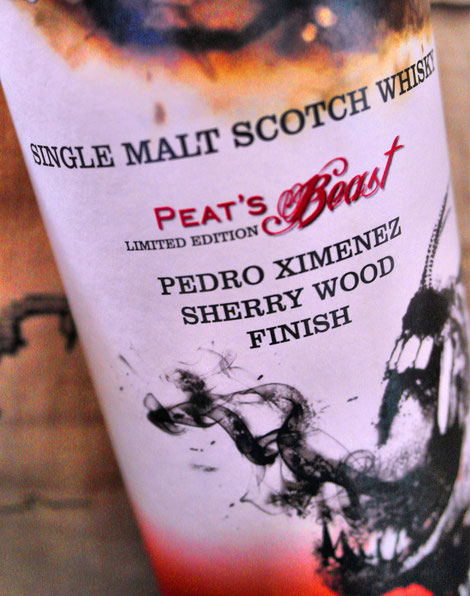 SINGLE MALT SCOTCH WHISKY
PEAT'S Beast
LIMITED EDITION
PEDRO XIMENEZ
SHERRY WOOD
FINISH